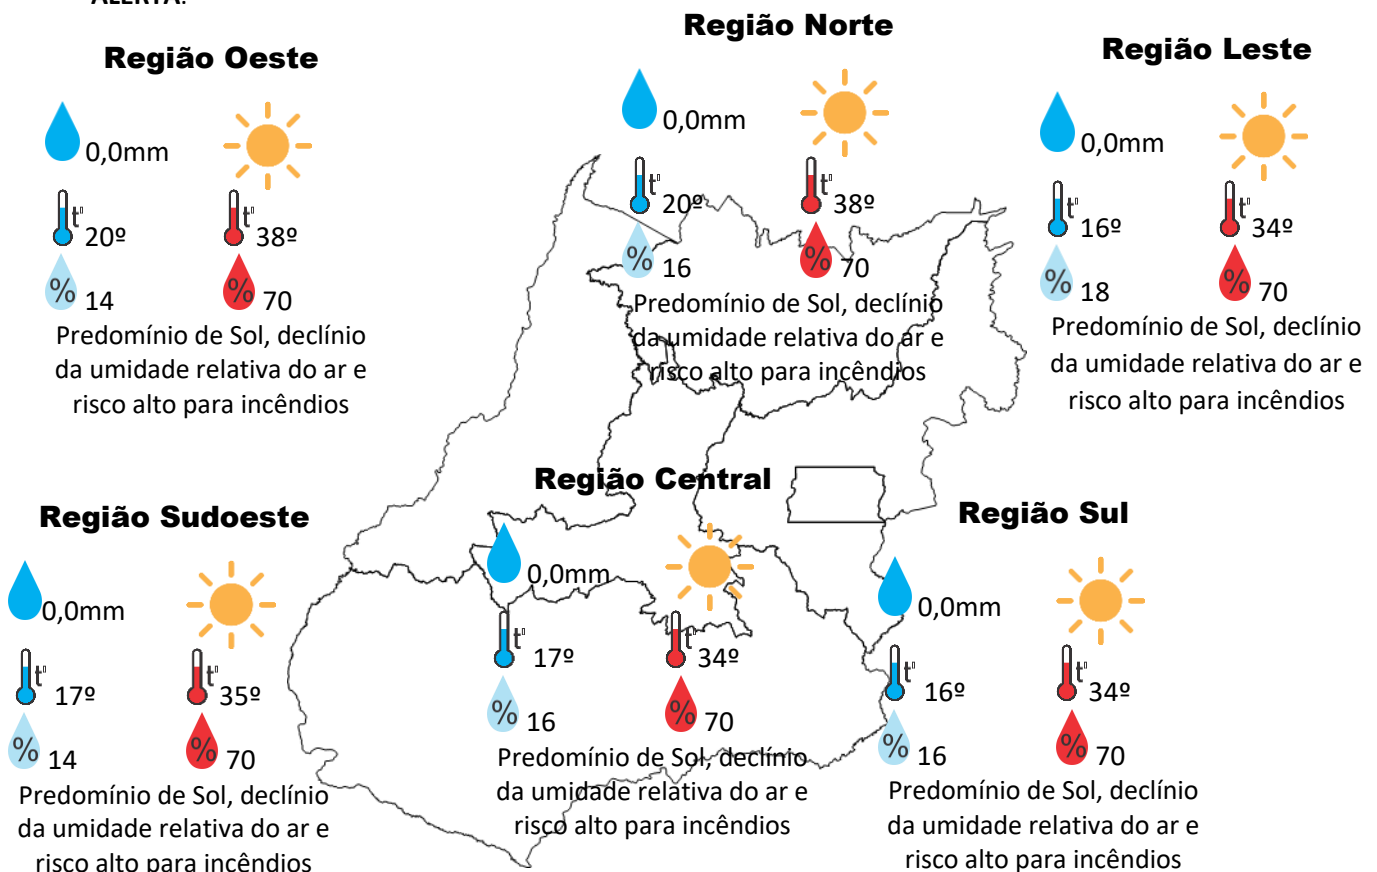 ALERTA:
Região Oeste
0,0mm
t°
20º
t°
38º
% 14
% 70
Predomínio de Sol, declínio
da umidade relativa do ar e
risco alto para incêndios
Região Norte
0,0mm
t°
20º
t°
38º
% 16
% 70
Predomínio de Sol, declínio
da umidade relativa do ar e
risco alto para incêndios
Região Leste
0,0mm
t°
16º
t°
34º
% 18
% 70
Predomínio de Sol, declínio
da umidade relativa do ar e
risco alto para incêndios
Região Sudoeste
0,0mm
t°
17º
t°
35º
% 14
% 70
Predomínio de Sol, declínio
da umidade relativa do ar e
risco alto para incêndios
Região Central
0,0mm
t°
17º
t°
34º
% 16
% 70
Predomínio de Sol, declínio
da umidade relativa do ar e
risco alto para incêndios
Região Sul
0,0mm
t°
16º
t°
34º
% 16
% 70
Predomínio de Sol, declínio
da umidade relativa do ar e
risco alto para incêndios